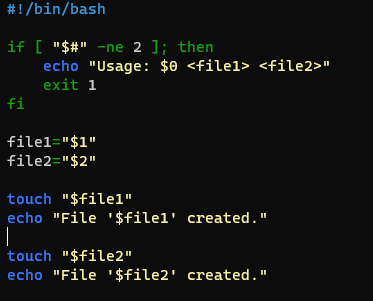 #!/bin/bash
if [ "$#" -ne 2 ]; then
    echo "Usage: $0 <file1> <file2>"
    exit 1
fi
file1="$1"
file2="$2"
touch "$file1"
echo "File '$file1' created."
touch "$file2"
echo "File '$file2' created."